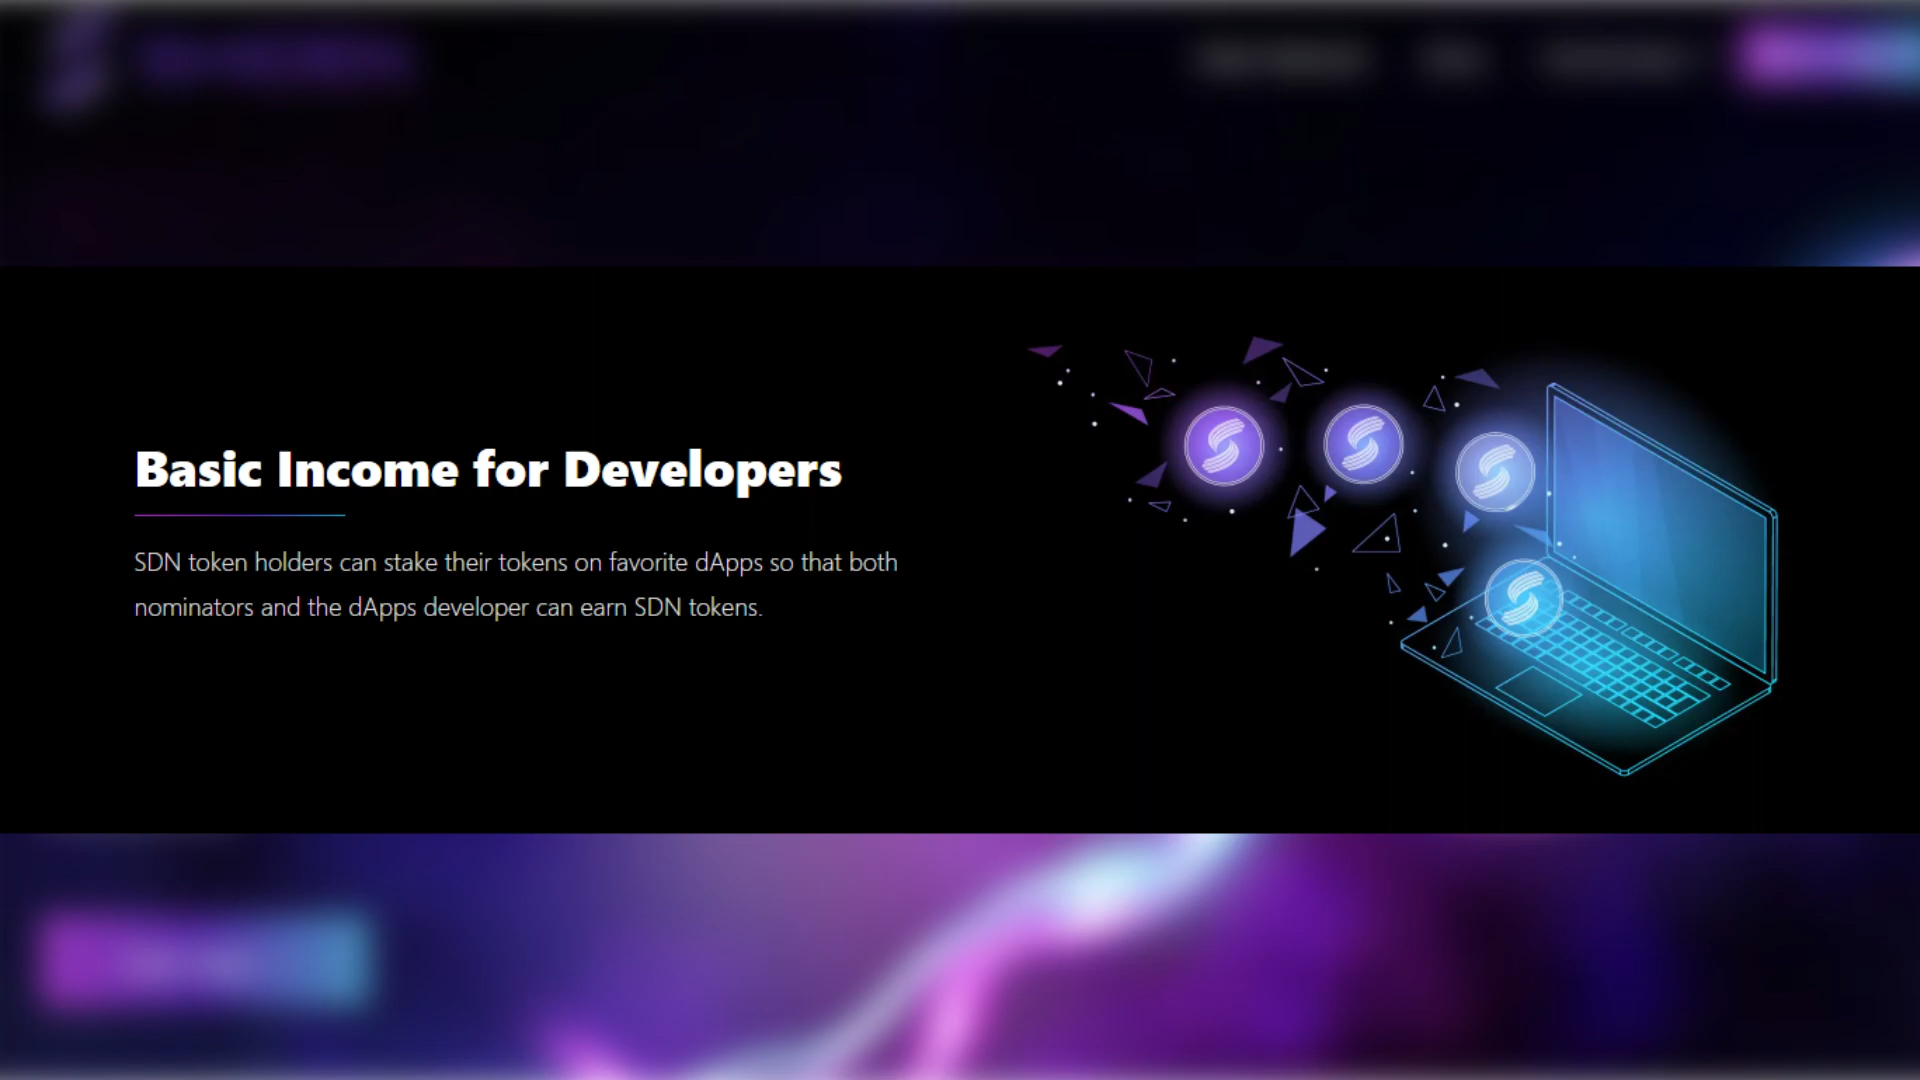 Basic Income for Developers
SDN token holders can stake their tokens on favorite dApps so that both
nominators and the dApps developer can earn SDN tokens.